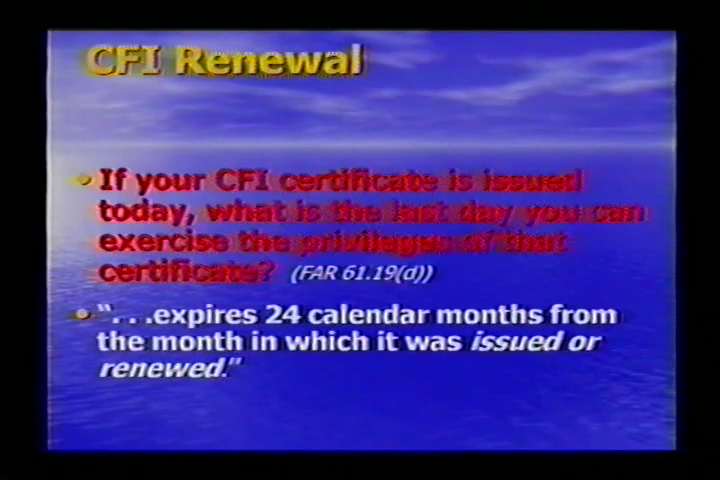 CFI Renewal
• If your CFI certificate is issued
today, what is the last day you can
exercise the privileges of that
certificate? (FAR 61.19(d))
• “. . .expires 24 calendar months from
the month in which it was issued or
renewed.”